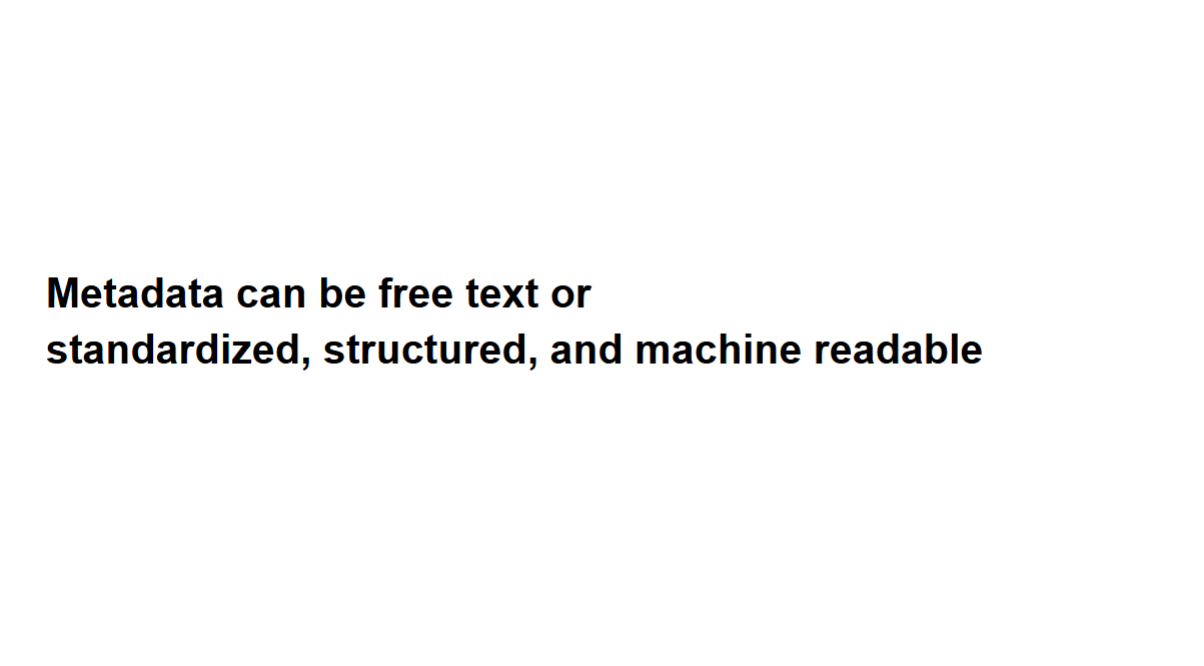 Metadata can be free text or
standardized, structured, and machine readable